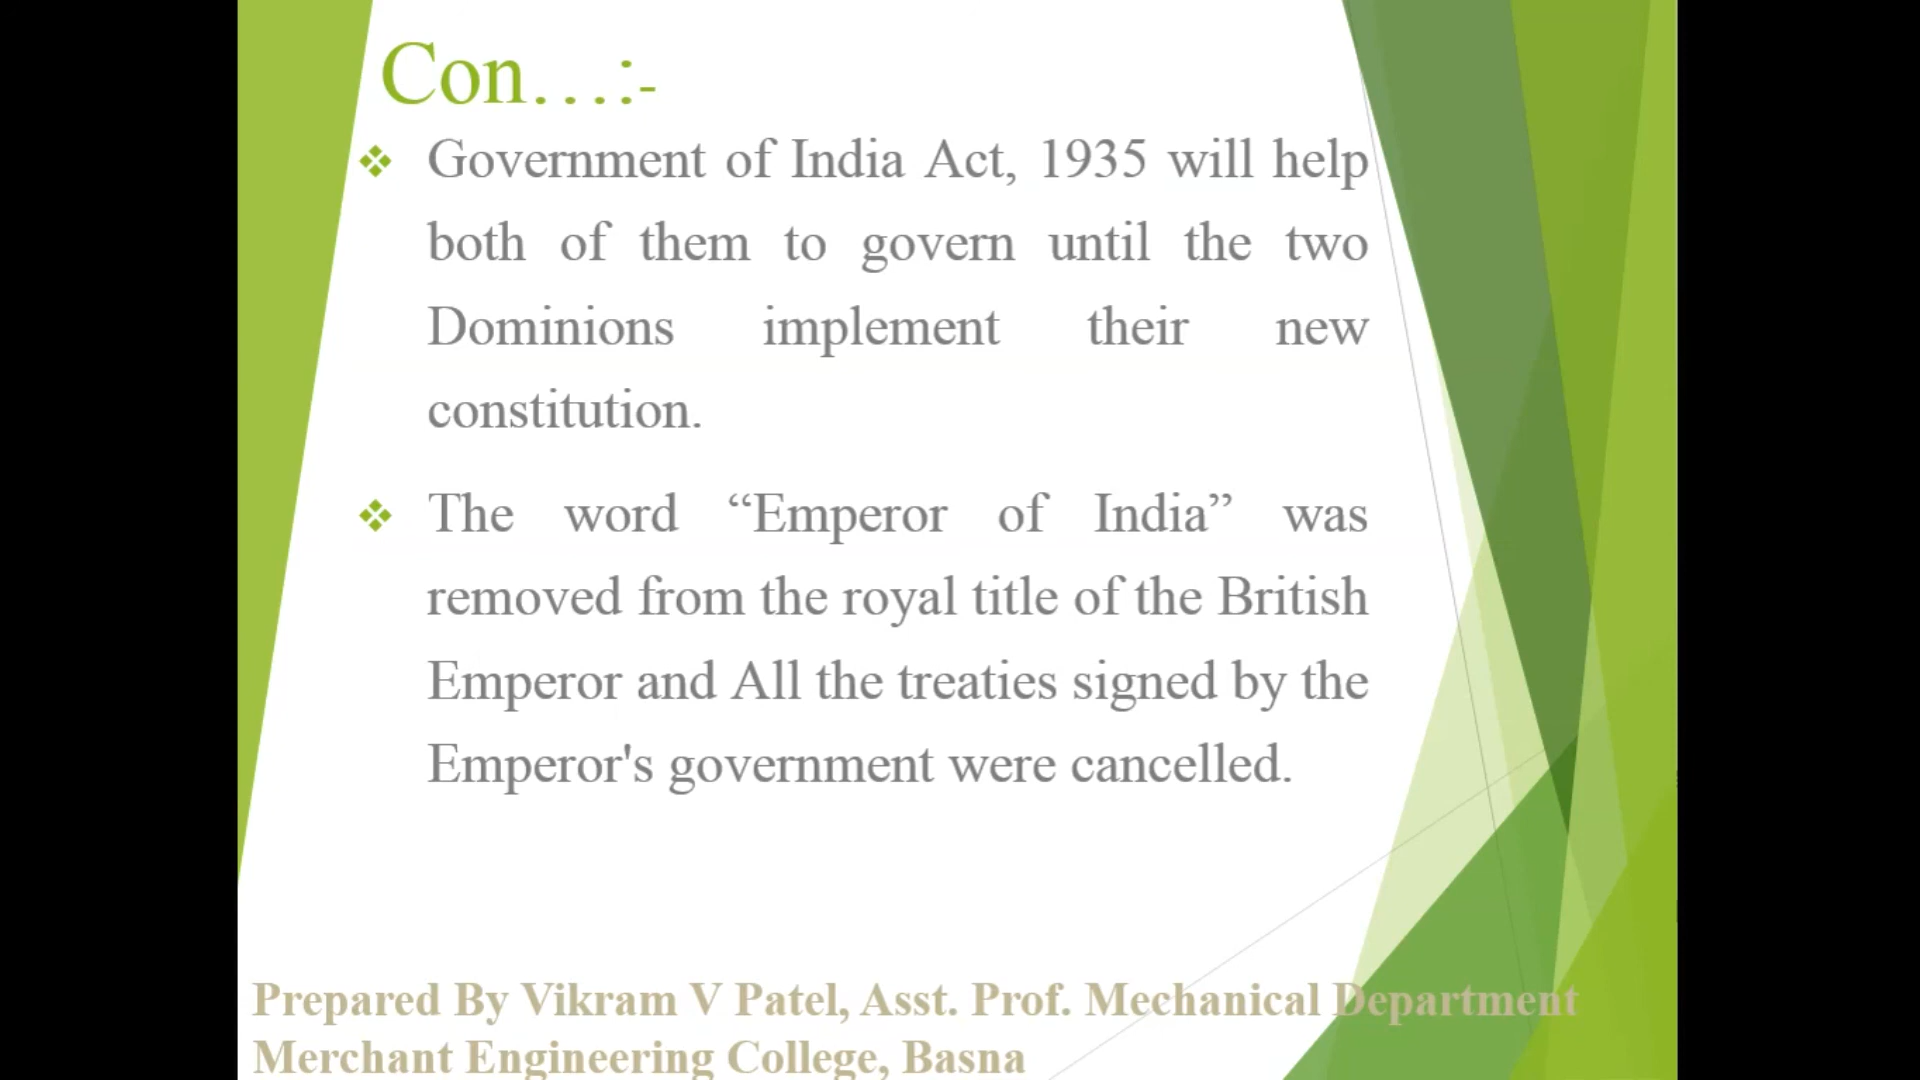 Con…:-
Government of India Act, 1935 will help
both of them to govern until the two
Dominions implement their new
constitution.
The word “Emperor of India” was
removed from the royal title of the British
Emperor and All the treaties signed by the
Emperor's government were cancelled.
Prepared By Vikram V Patel, Asst. Prof. Mechanical Department
Merchant Engineering College, Basna